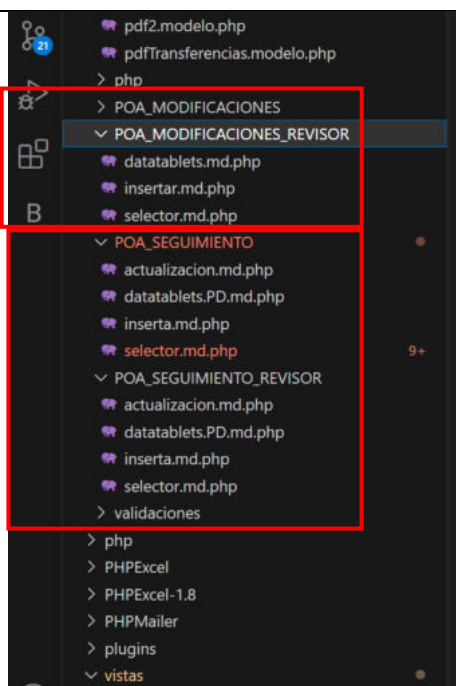 pdf2.modelo.php
21
pdfTransferencias.modelo.php
> php
> POA_MODIFICACIONES
POA_MODIFICACIONES_REVISOR
datatablets.md.php
insertar.md.php
B
selector.md.php
POA_SEGUIMIENTO
actualizacion.md.php
datatablets.PD.md.php
inserta.md.php
selector.md.php 9+
POA_SEGUIMIENTO_REVISOR
actualizacion.md.php
datatablets.PD.md.php
inserta.md.php
selector.md.php
> validaciones
> php
> PHPExcel
> PHPExcel-1.8
> PHPMailer
> plugins
vistas